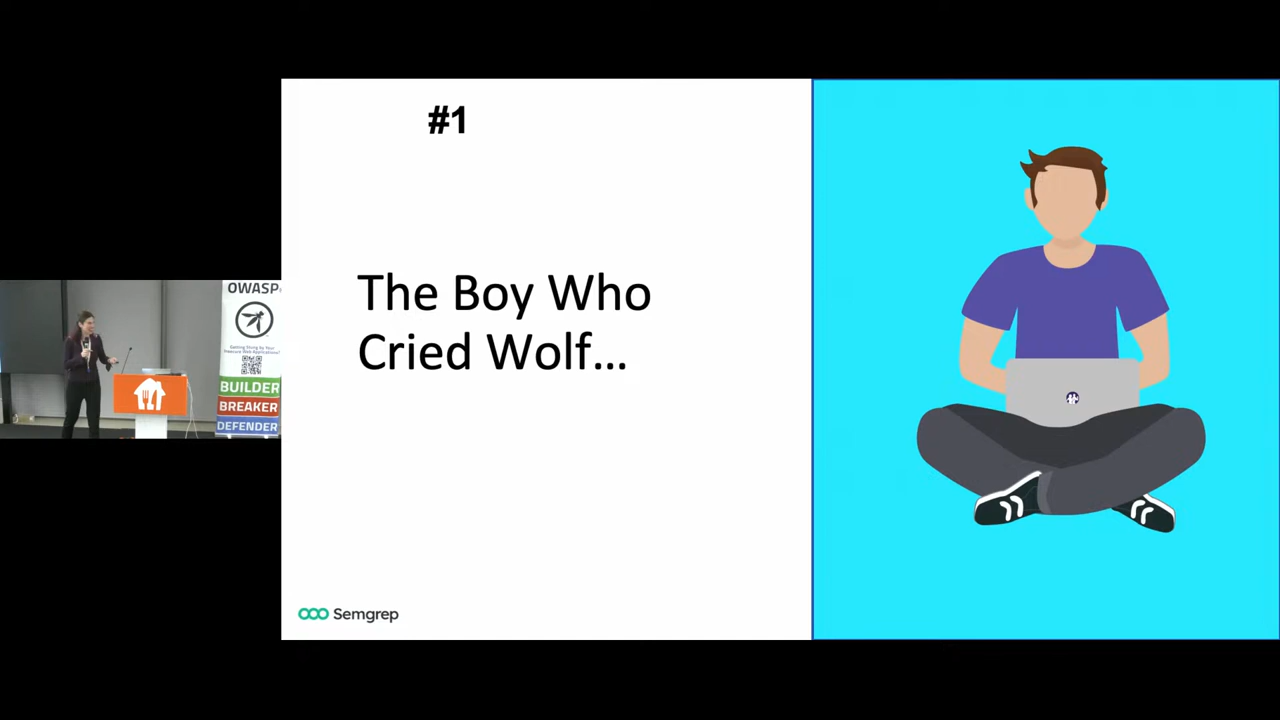 #1
The Boy Who
Cried Wolf…
Semgrep
OWASP
BUILDER
BREAKER
DEFENDER